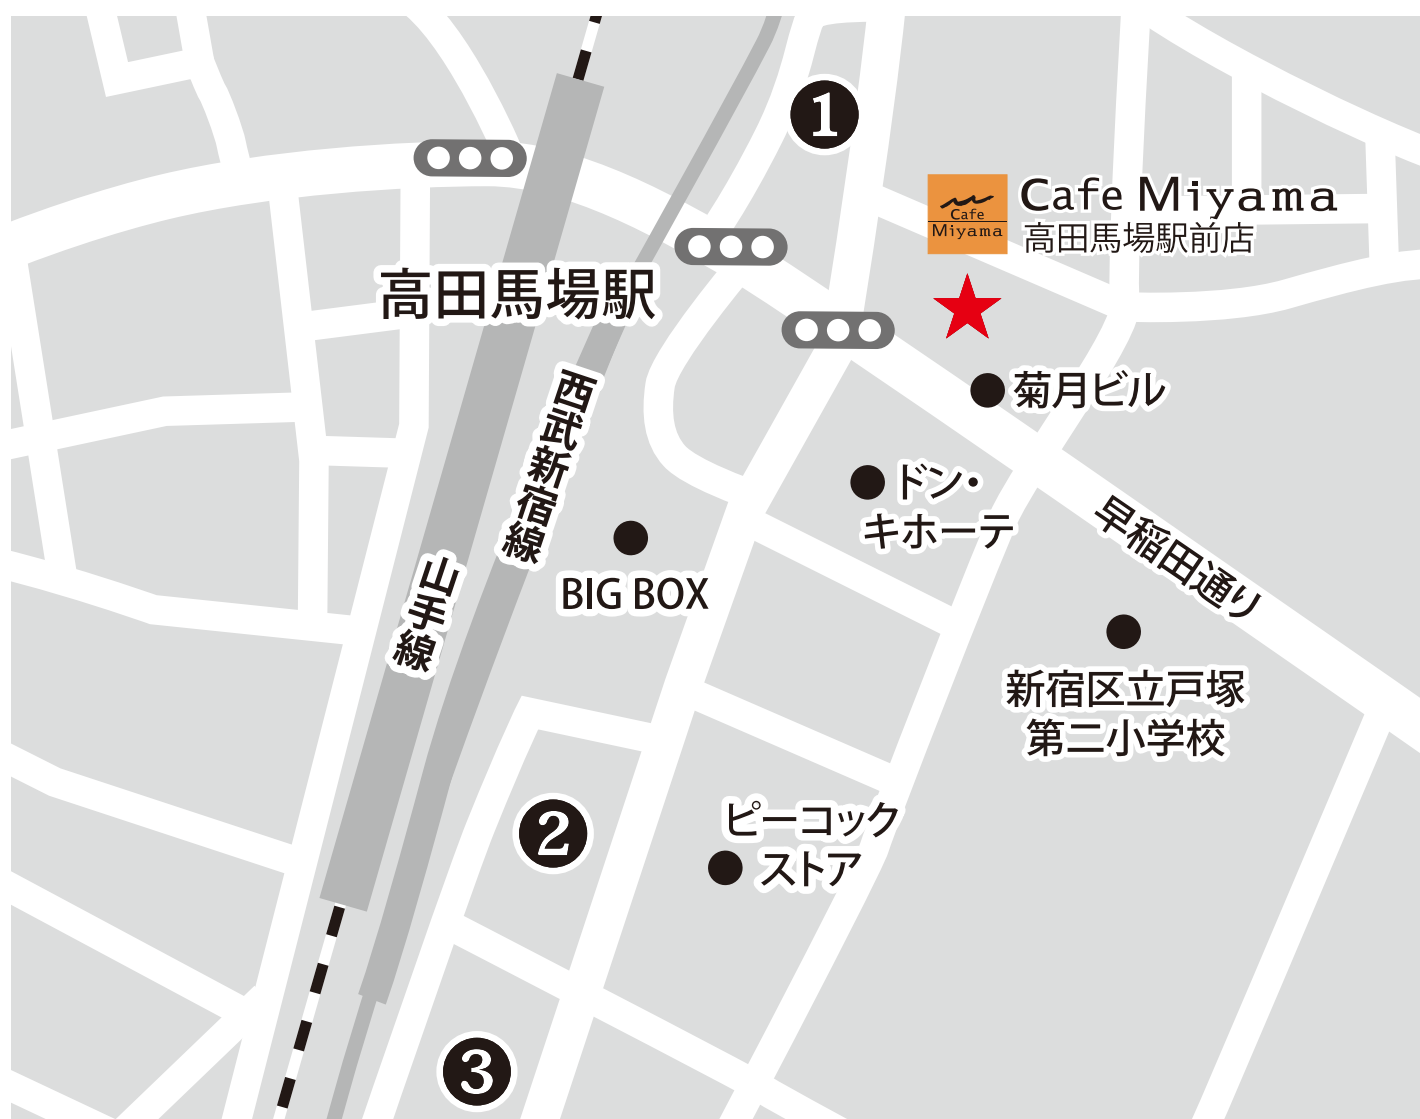 1
Cafe
Miyama
Cafe Miyama
高田馬場駅前店
高田馬場駅
菊月ビル
西武新宿線
ドン・
キホーテ
早稲田通り
BIG BOX
山手線
新宿区立戸塚
第二小学校
2
ピーコック
ストア
3